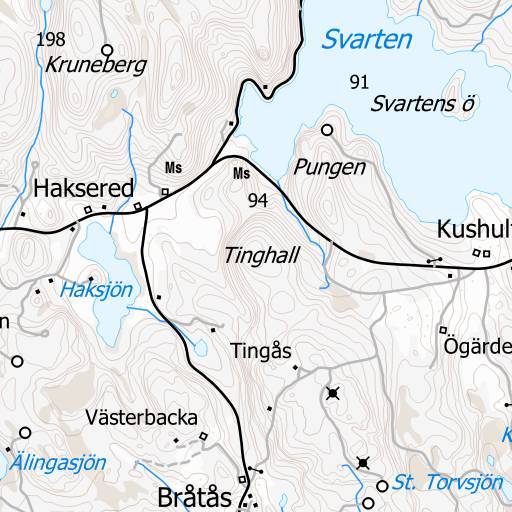 198
Svarten
Kruneberg
91
Svartens ö
Ms
Pungen
Ms
Haksered
94
Kushult
Tinghall
Haksjön
n
Ögärde
Tingås
Västerbacka
K
Älingasjön
St. Torvsjön
Bråtås